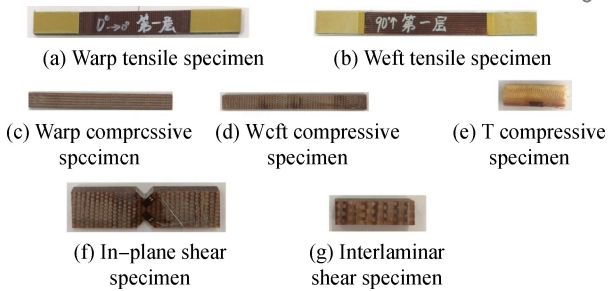 0°→0° 第一层
90°↑ 第一层
(a) Warp tensile specimen
(b) Weft tensile specimen
(c) Warp comprcssive
spccimcn
(d) Wcft compressive
specimen
(e) T compressive
specimen
(f) In-plane shear
specimen
(g) Interlaminar
shear specimen